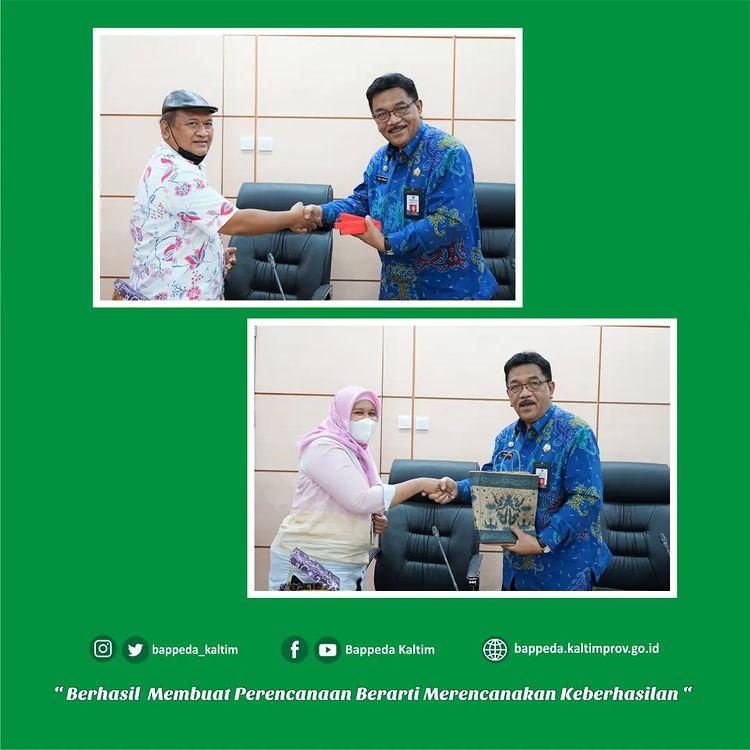 bappeda_kaltim
Bappeda Kaltim
bappeda.kaltimprov.go.id
“ Berhasil Membuat Perencanaan Berarti Merencanakan Keberhasilan “